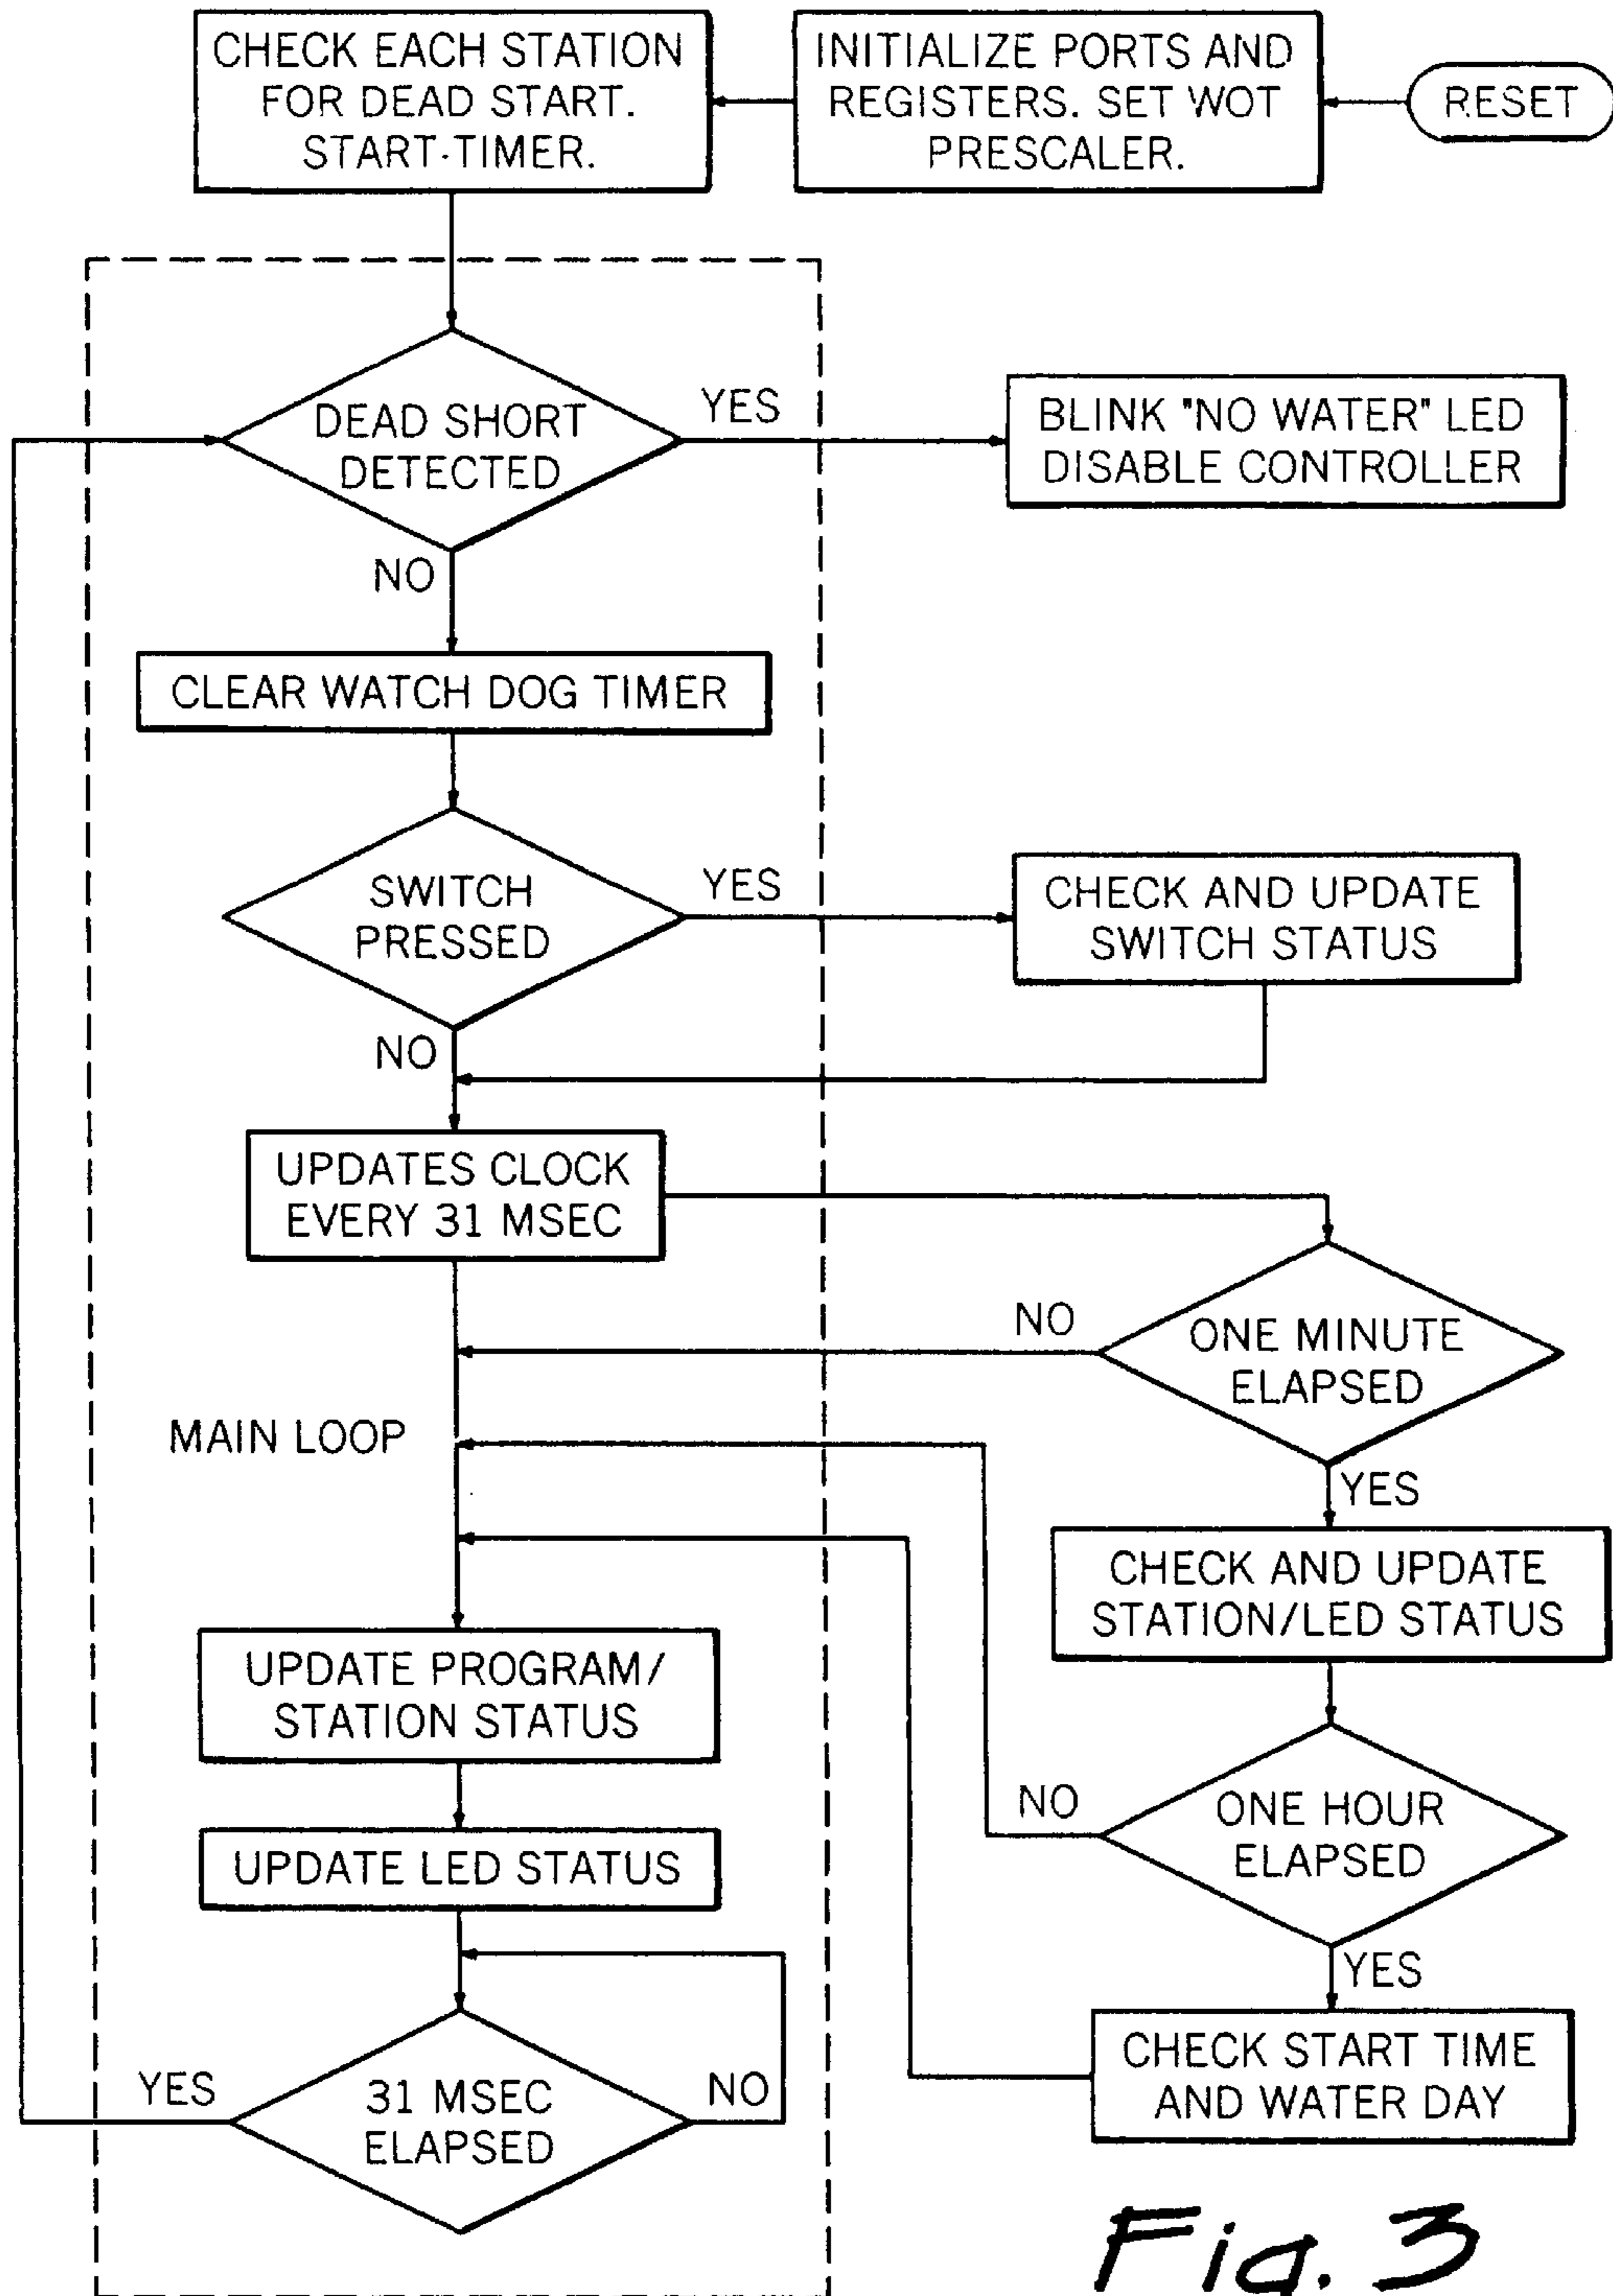 CHECK EACH STATION
FOR DEAD START.
START-TIMER.
INITIALIZE PORTS AND
REGISTERS. SET WOT
PRESCALER.
RESET
DEAD SHORT
DETECTED
YES
NO
BLINK "NO WATER" LED
DISABLE CONTROLLER
CLEAR WATCH DOG TIMER
SWITCH
PRESSED
YES
NO
CHECK AND UPDATE
SWITCH STATUS
UPDATES CLOCK
EVERY 31 MSEC
NO
ONE MINUTE
ELAPSED
YES
MAIN LOOP
CHECK AND UPDATE
STATION/LED STATUS
UPDATE PROGRAM/
STATION STATUS
NO
ONE HOUR
ELAPSED
YES
UPDATE LED STATUS
CHECK START TIME
AND WATER DAY
YES
31 MSEC
ELAPSED
NO
Fig. 3